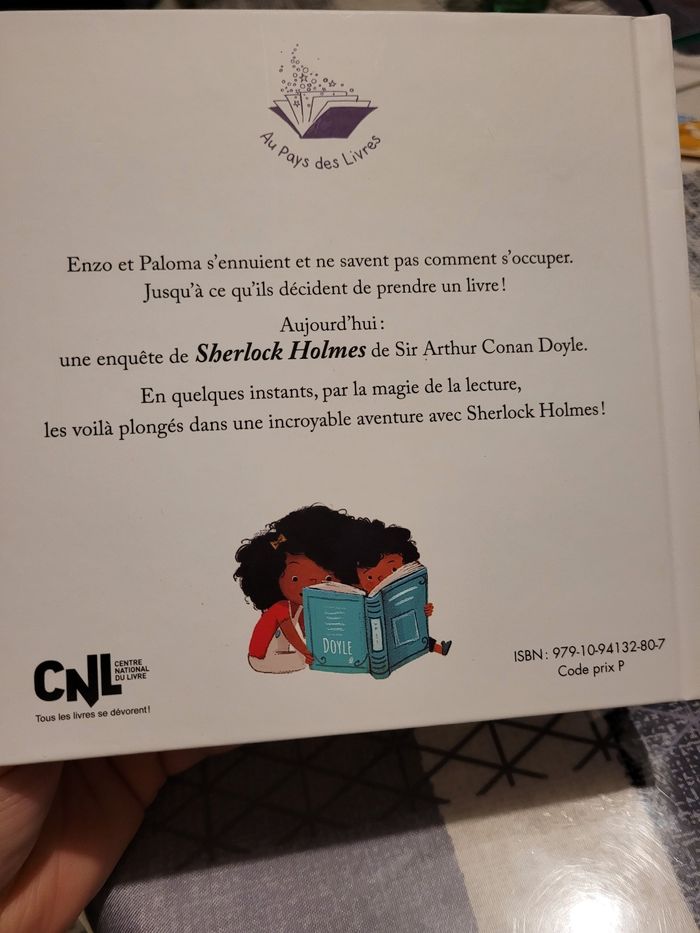 Au Pays des Livres
Enzo et Paloma s'ennuient et ne savent pas comment s'occuper.
Jusqu'à ce qu'ils décident de prendre un livre !
Aujourd'hui :
une enquête de Sherlock Holmes de Sir Arthur Conan Doyle.
En quelques instants, par la magie de la lecture,
les voilà plongés dans une incroyable aventure avec Sherlock Holmes !
DOYLE
CNL
CENTRE
NATIONAL
DU LIVRE
Tous les livres se dévorent !
ISBN : 979-10-94132-80-7
Code prix P